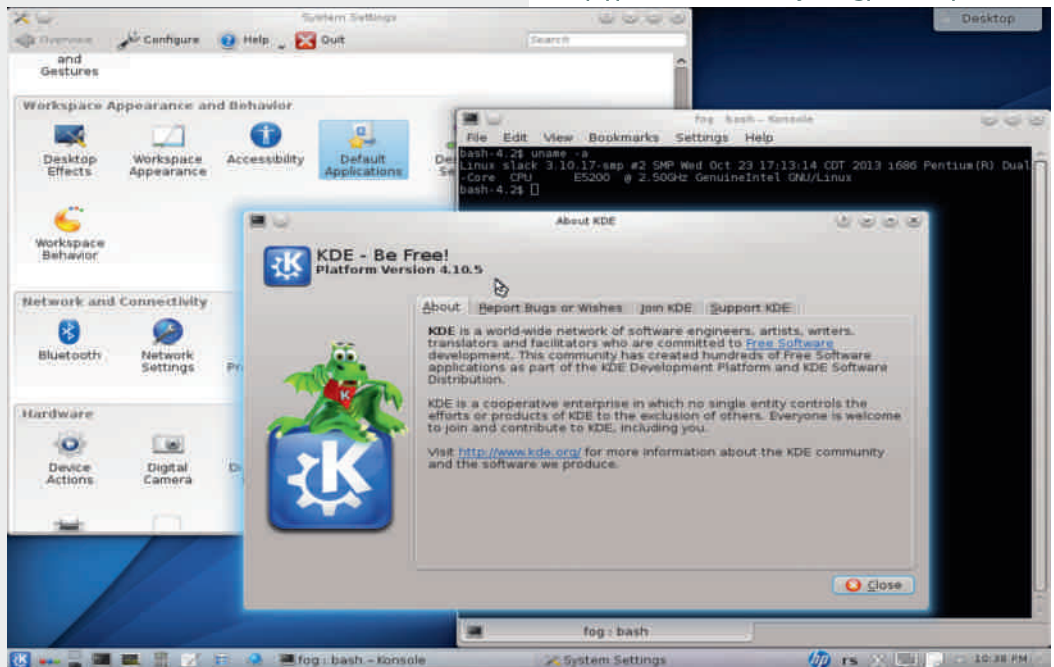 System Settings
Desktop
Overview Configure Help Quit Search
and
Gestures
Workspace Appearance and Behavior
Desktop
Effects
Workspace
Appearance
Accessibility
Default
Applications
Workspace
Behavior
Network and Connectivity
Bluetooth
Network
Settings
Hardware
Device
Actions
Digital
Camera
fog : bash – Konsole
File Edit View Bookmarks Settings Help
bash-4.2$ uname -a
Linux slack 3.10.17-smp #2 SMP Wed Oct 23 17:13:14 CDT 2013 i686 Pentium(R) Dual
-Core CPU E5200 @ 2.50GHz GenuineIntel GNU/Linux
bash-4.2$
About KDE
KDE - Be Free!
Platform Version 4.10.5
About Report Bugs or Wishes Join KDE Support KDE
KDE is a world-wide network of software engineers, artists, writers,
translators and facilitators who are committed to Free Software
development. This community has created hundreds of Free Software
applications as part of the KDE Development Platform and KDE Software
Distribution.
KDE is a cooperative enterprise in which no single entity controls the
efforts or products of KDE to the exclusion of others. Everyone is welcome
to join and contribute to KDE, including you.
Visit http://www.kde.org/ for more information about the KDE community
and the software we produce.
K
K
K
Close
fog : bash
fog : bash – Konsole
System Settings
hp
rs
10:38 PM